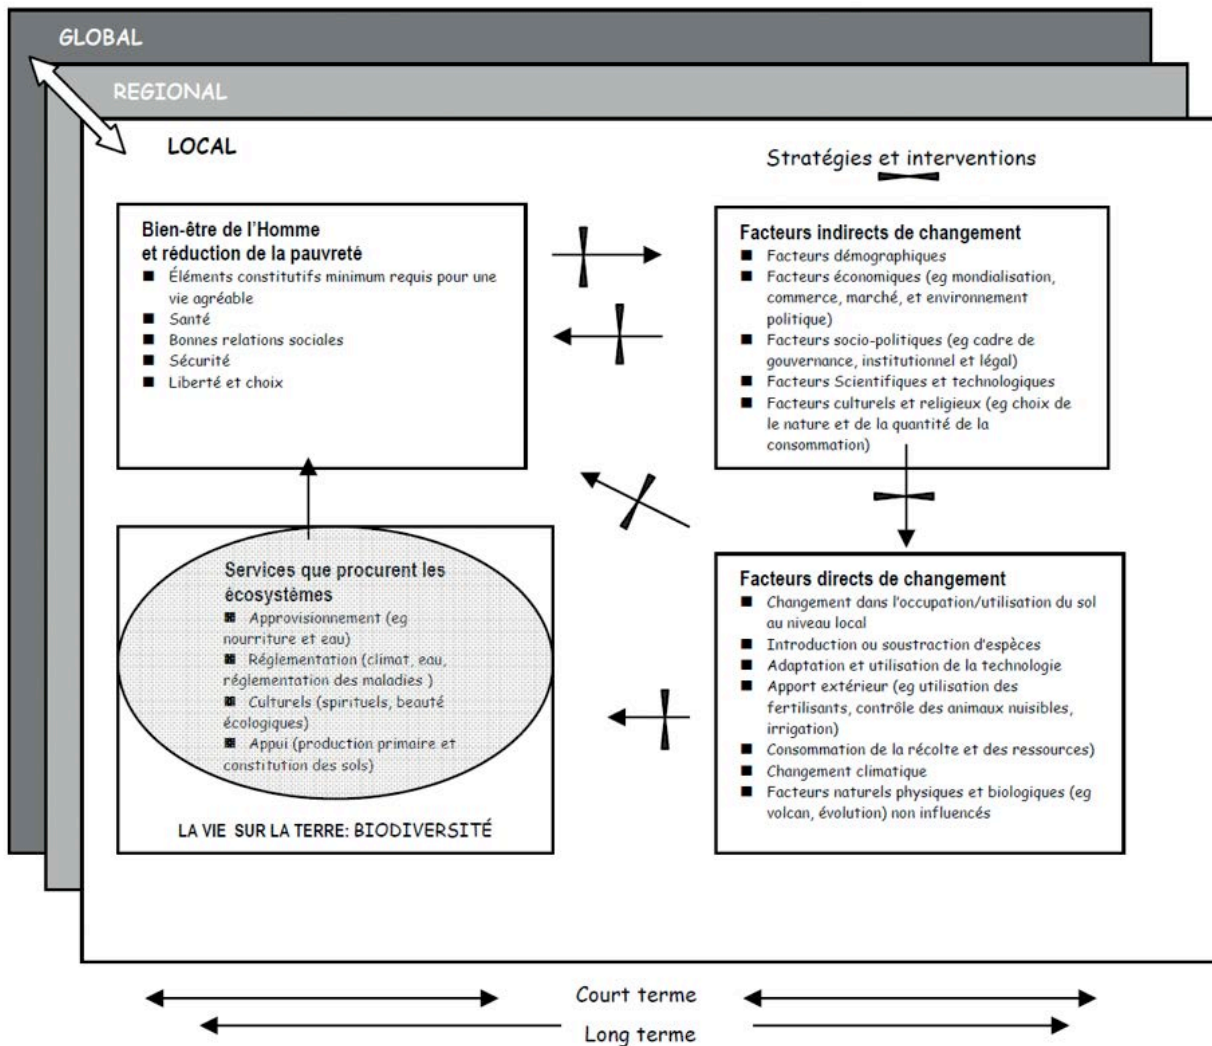 GLOBAL
REGIONAL
LOCAL
Stratégies et interventions
Bien-être de l'Homme
et réduction de la pauvreté
■ Éléments constitutifs minimum requis pour une
vie agréable
■ Santé
■ Bonnes relations sociales
■ Sécurité
■ Liberté et choix
Facteurs indirects de changement
■ Facteurs démographiques
■ Facteurs économiques (eg mondialisation,
commerce, marché, et environnement
politique)
■ Facteurs socio-politiques (eg cadre de
gouvernance, institutionnel et légal)
■ Facteurs Scientifiques et technologiques
■ Facteurs culturels et religieux (eg choix de
le nature et de la quantité de la
consommation)
Services que procurent les
écosystèmes
■ Approvisionnement (eg
nourriture et eau)
■ Réglementation (climat, eau,
réglementation des maladies )
■ Culturels (spirituels, beauté
écologiques)
■ Appui (production primaire et
constitution des sols)
LA VIE SUR LA TERRE: BIODIVERSITÉ
Facteurs directs de changement
■ Changement dans l'occupation/utilisation du sol
au niveau local
■ Introduction ou soustraction d'espèces
■ Adaptation et utilisation de la technologie
■ Apport extérieur (eg utilisation des
fertilisants, contrôle des animaux nuisibles,
irrigation)
■ Consommation de la récolte et des ressources)
■ Changement climatique
■ Facteurs naturels physiques et biologiques (eg
volcan, évolution) non influencés
Court terme
Long terme